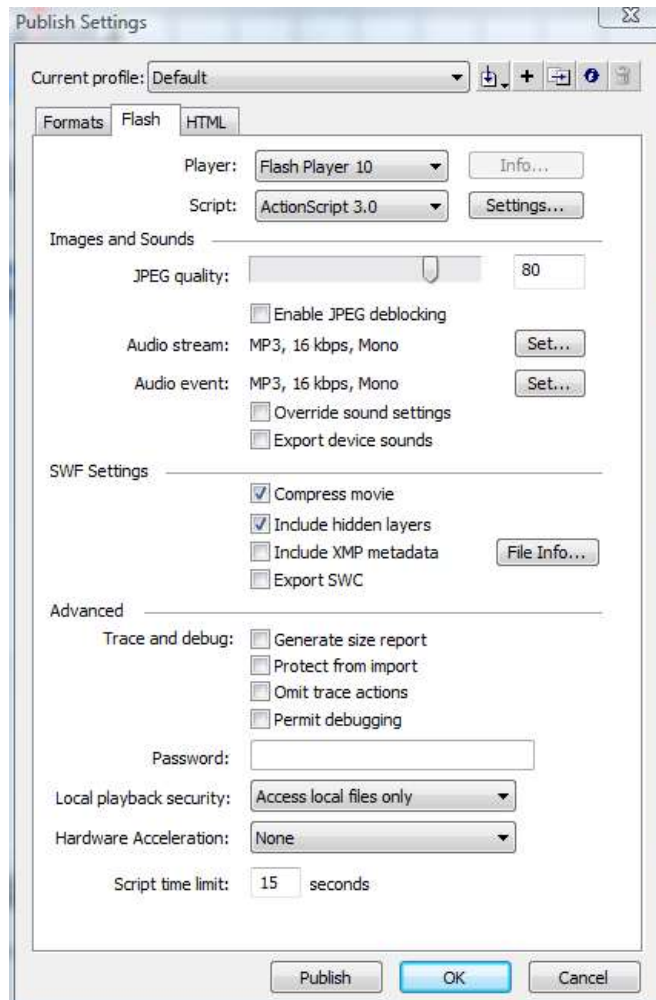 Publish Settings
Current profile: Default
Formats Flash HTML
Player: Flash Player 10 Info...
Script: ActionScript 3.0 Settings...
Images and Sounds
JPEG quality: 80
Enable JPEG deblocking
Audio stream: MP3, 16 kbps, Mono Set...
Audio event: MP3, 16 kbps, Mono Set...
Override sound settings
Export device sounds
SWF Settings
Compress movie
Include hidden layers
Include XMP metadata File Info...
Export SWC
Advanced
Trace and debug: Generate size report
Protect from import
Omit trace actions
Permit debugging
Password:
Local playback security: Access local files only
Hardware Acceleration: None
Script time limit: 15 seconds
Publish OK Cancel